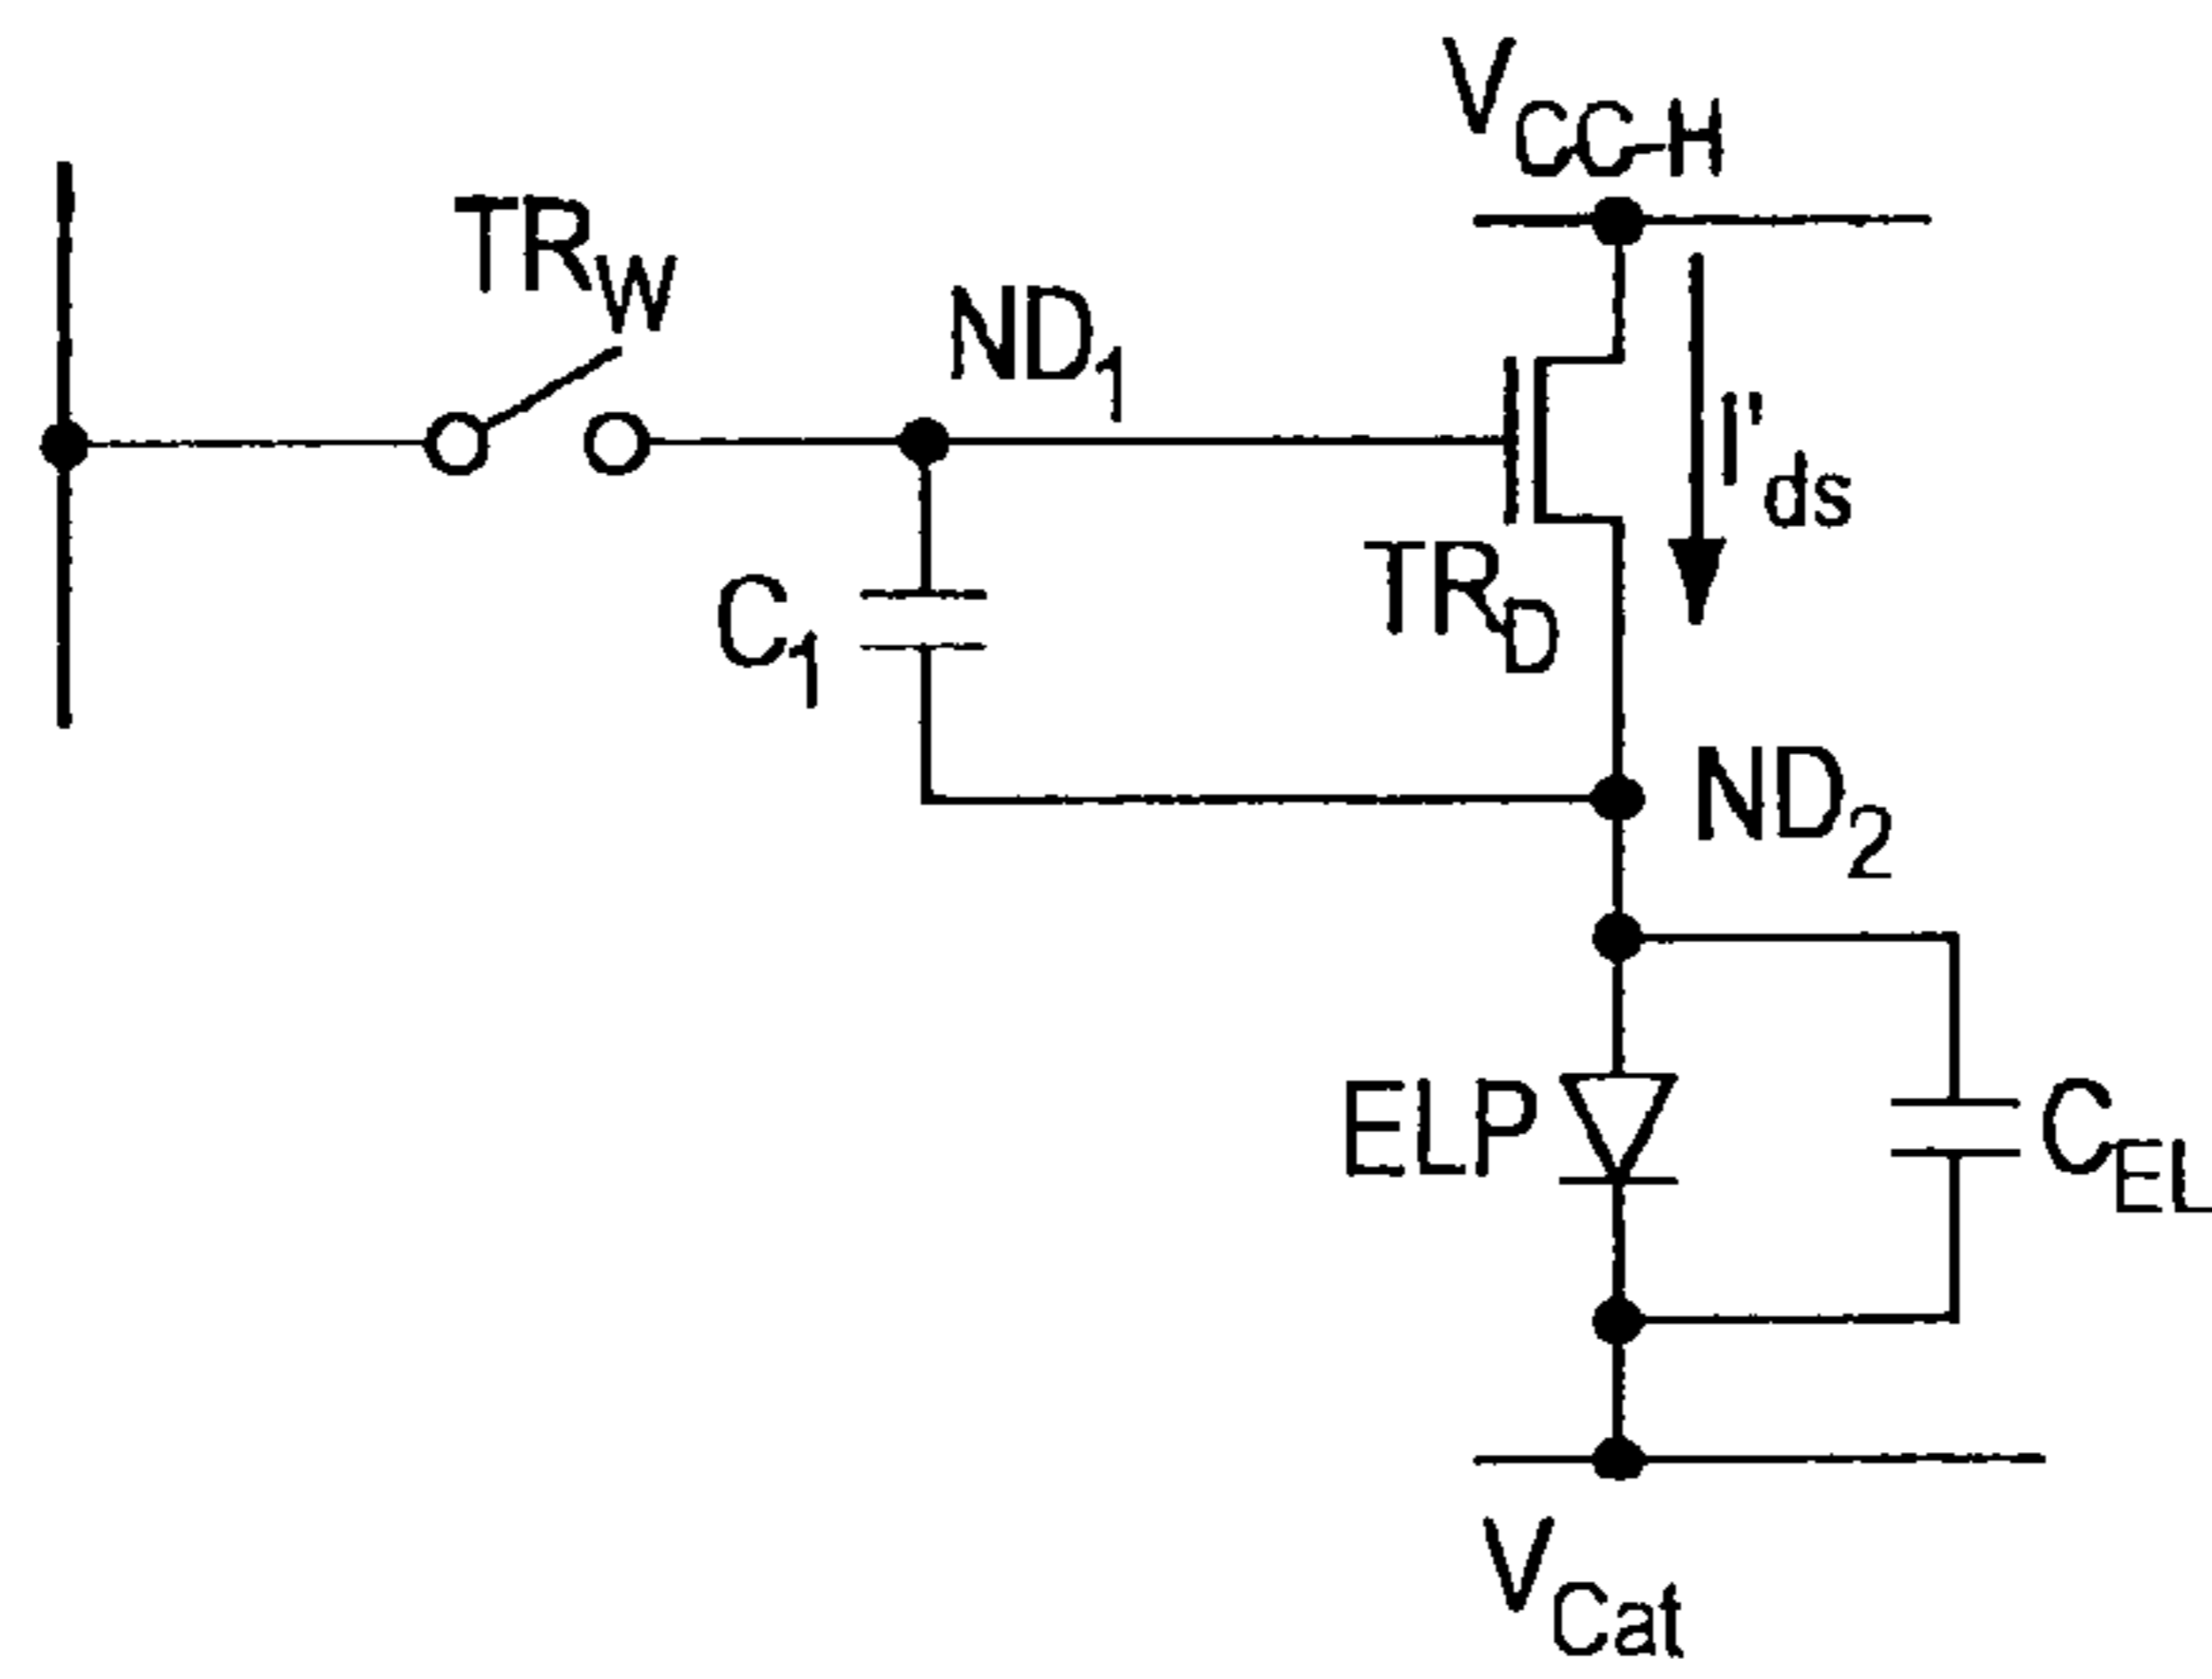 V_CC-H
TR_W
ND_1
I'_ds
C_1
TR_D
ND_2
ELP
C_EL
V_Cat